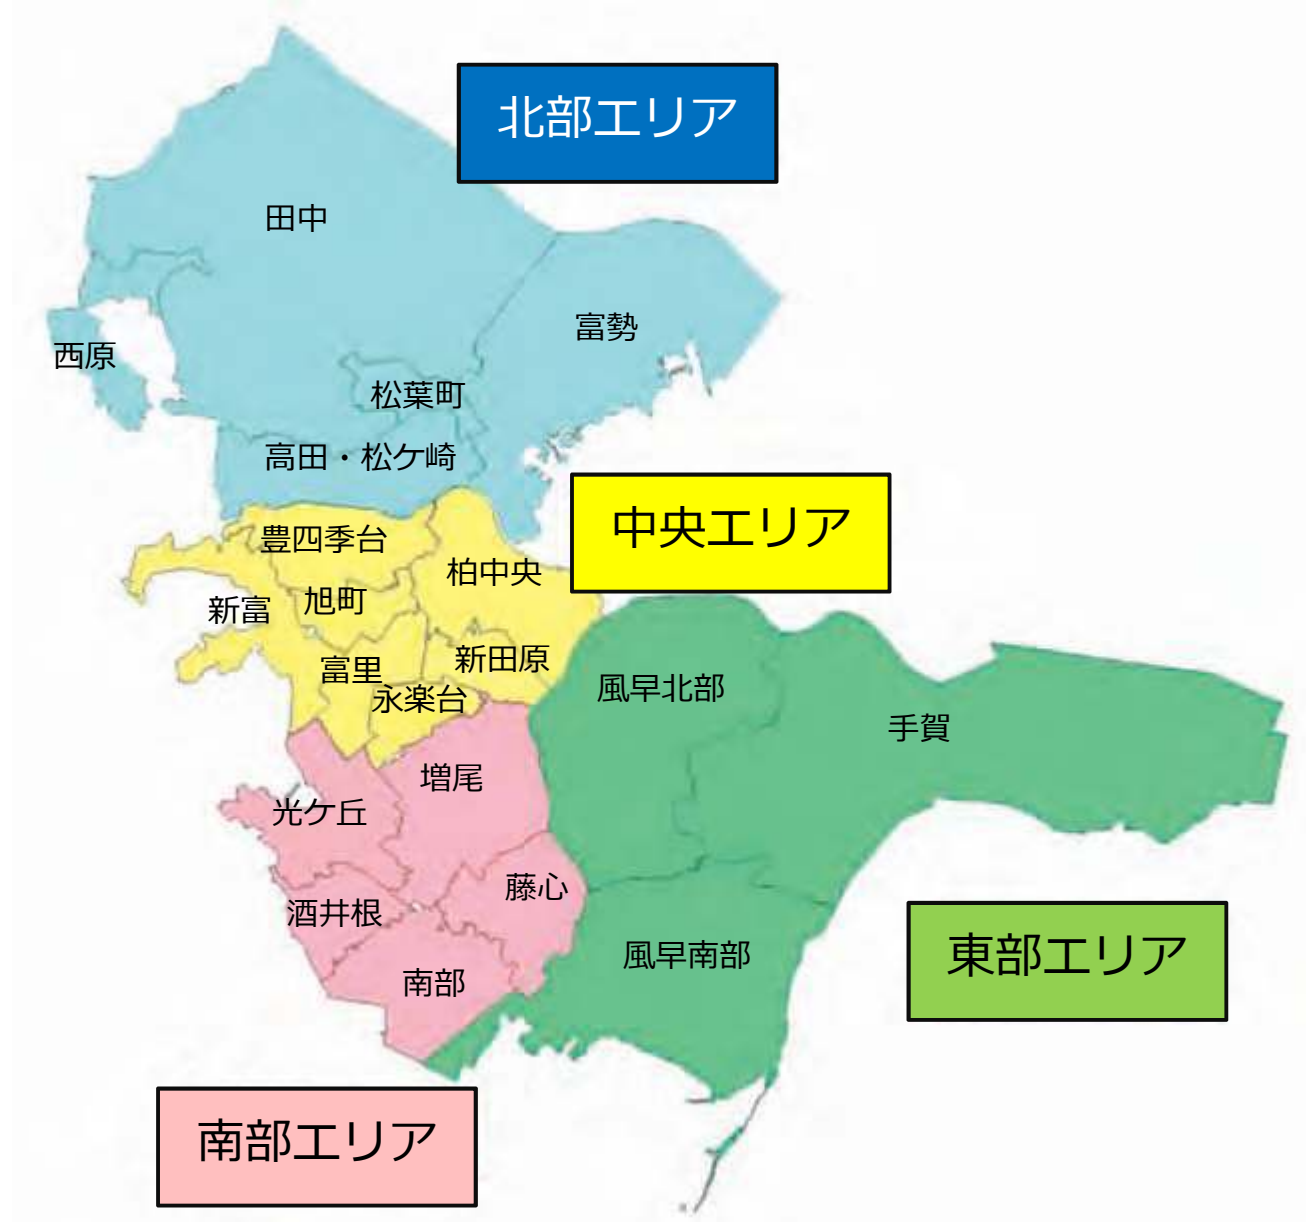 北部エリア
田中
富勢
西原
松葉町
高田・松ケ崎
中央エリア
豊四季台
柏中央
旭町
新富
新田原
富里
永楽台
風早北部
手賀
増尾
光ケ丘
藤心
酒井根
東部エリア
風早南部
南部
南部エリア